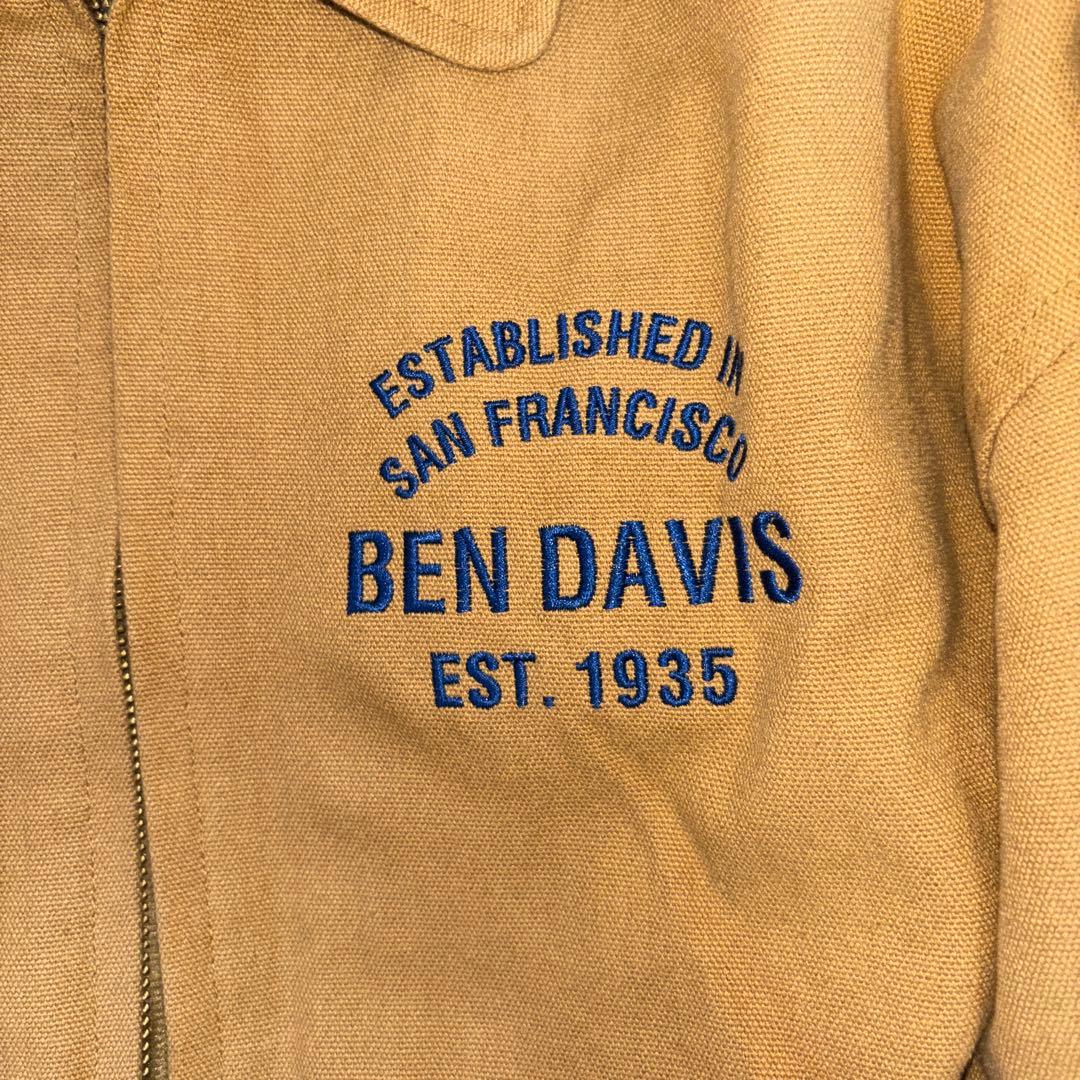 ESTABLISHED IN
SAN FRANCISCO
BEN DAVIS
EST. 1935